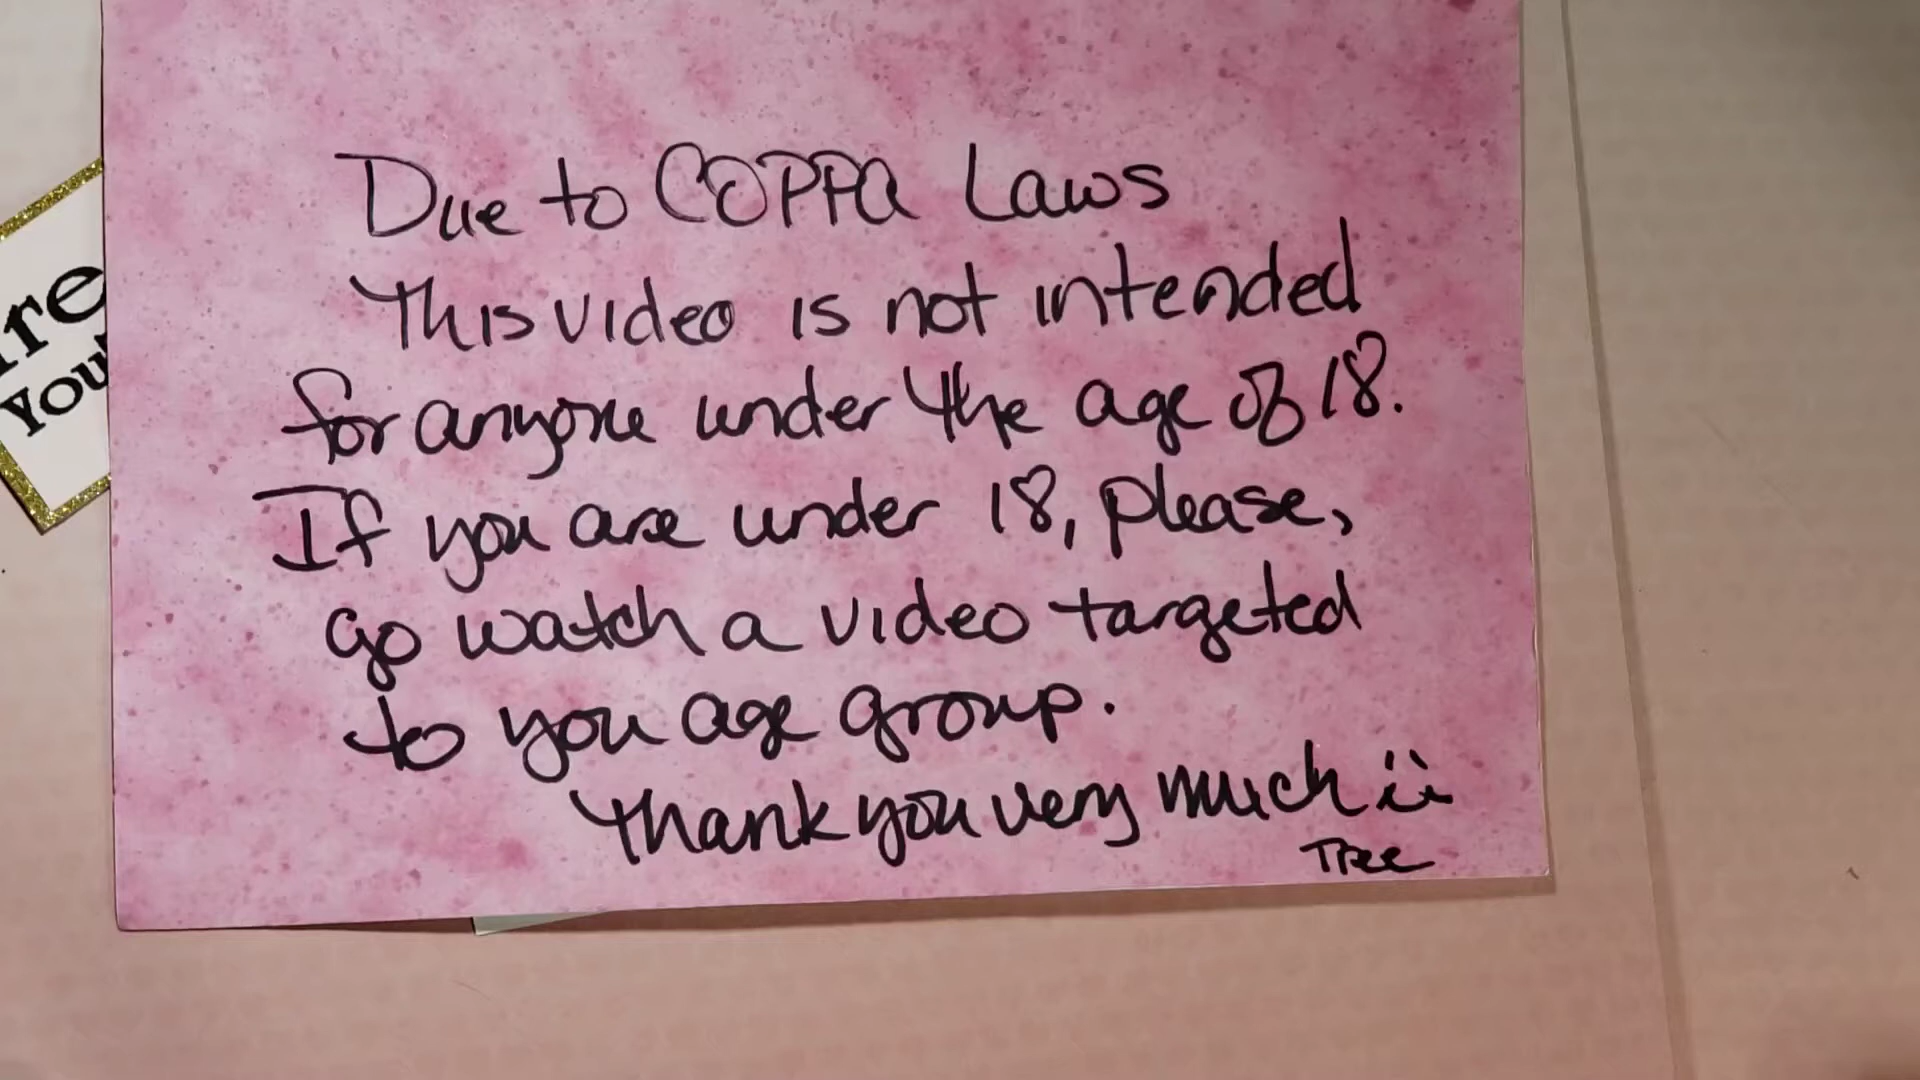 Due to COPPA Laws
This video is not intended
for anyone under the age of 18.
If you are under 18, please,
go watch a video targeted
to you age group.
Thank you very much
Tree
You